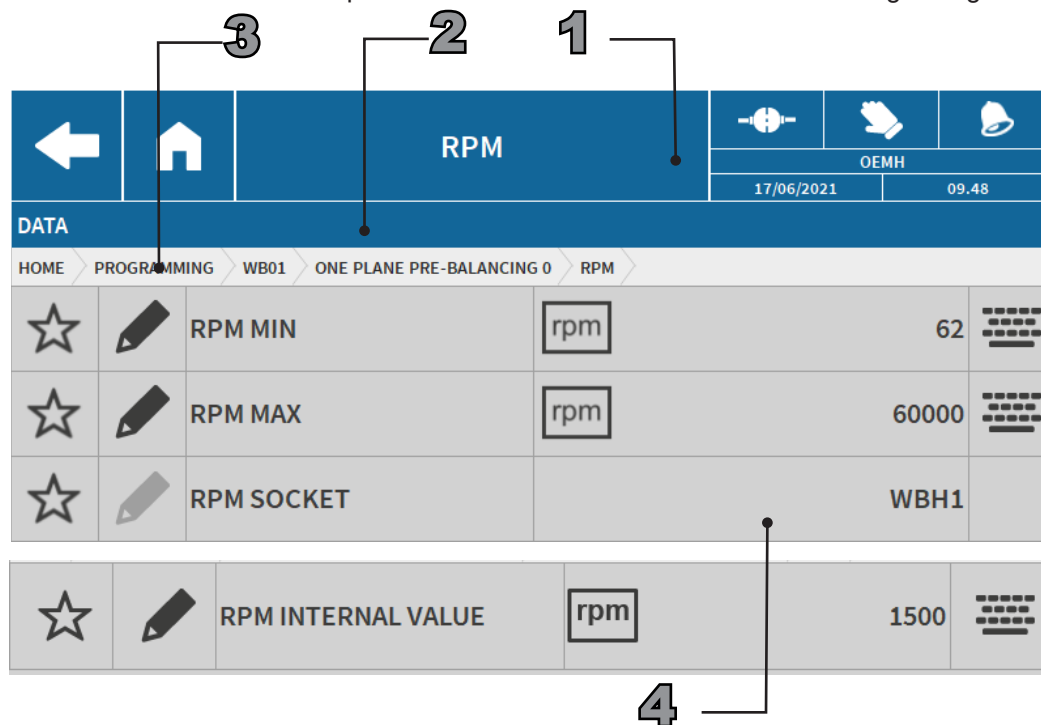 3 2 1
RPM
OEMH
17/06/2021 09.48
DATA
HOME PROGRAMMING WB01 ONE PLANE PRE-BALANCING 0 RPM
RPM MIN rpm 62
RPM MAX rpm 60000
RPM SOCKET WBH1
RPM INTERNAL VALUE rpm 1500
4